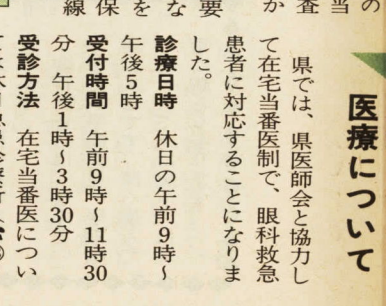 医療について
県では、県医師会と協力し
て在宅当番医制で、眼科救急
患者に対応することになりま
した。
診療日時 休日の午前9時〜
午後5時
受付時間 午前9時〜11時30
分 午後1時〜3時30分
受診方法 在宅当番医につい